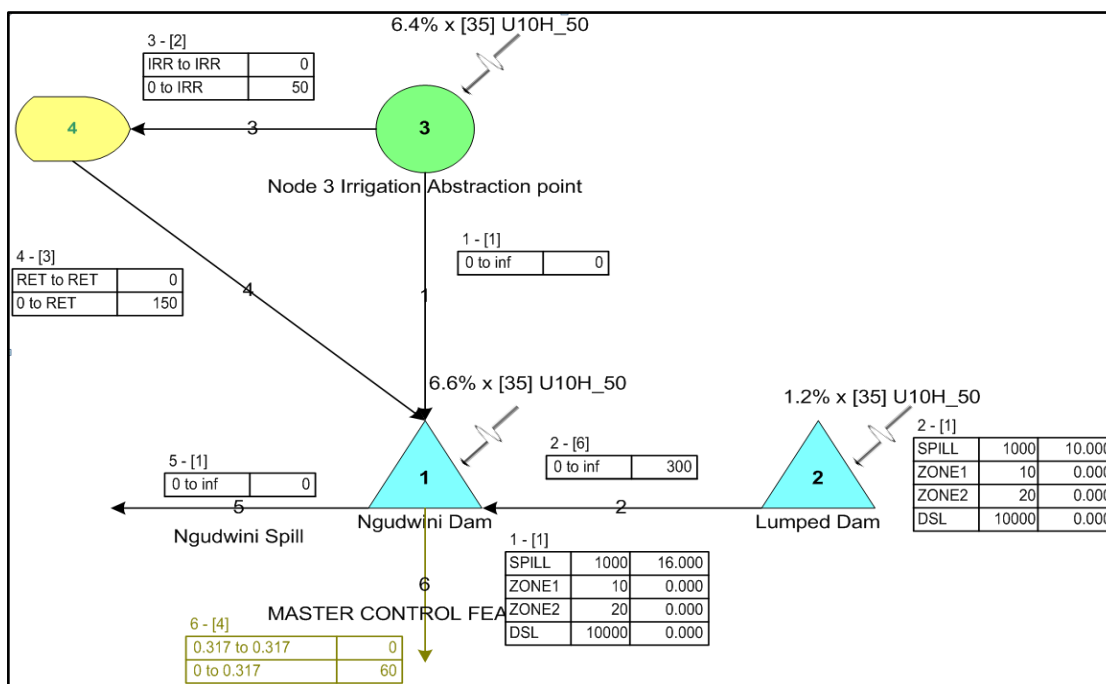 6.4% x [35] U10H_50
3 - [2]
IRR to IRR 0
0 to IRR 50
4
3
3
Node 3 Irrigation Abstraction point
1 - [1]
0 to inf 0
4 - [3]
RET to RET 0
0 to RET 150
4
1
6.6% x [35] U10H_50
1.2% x [35] U10H_50
2 - [6]
0 to inf 300
2 - [1]
SPILL 1000 10.000
ZONE1 10 0.000
ZONE2 20 0.000
DSL 10000 0.000
5 - [1]
0 to inf 0
1
2
5
2
Ngudwini Spill
Ngudwini Dam
Lumped Dam
1 - [1]
SPILL 1000 16.000
ZONE1 10 0.000
ZONE2 20 0.000
DSL 10000 0.000
6
MASTER CONTROL FEA
6 - [4]
0.317 to 0.317 0
0 to 0.317 60